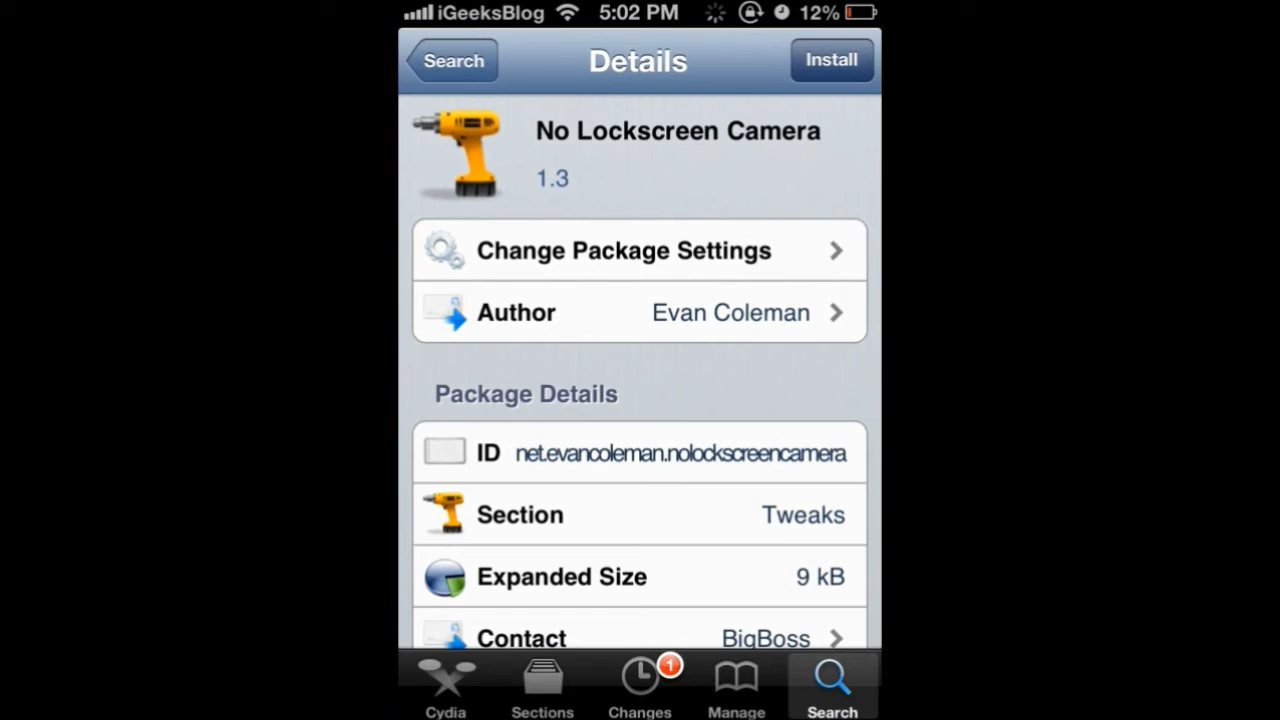 iGeeksBlog 5:02 PM 12%
Search Details Install
No Lockscreen Camera
1.3
Change Package Settings
Author Evan Coleman
Package Details
ID net.evancoleman.nolockscreencamera
Section Tweaks
Expanded Size 9 kB
Contact BigBoss
1
Cydia Sections Changes Manage Search